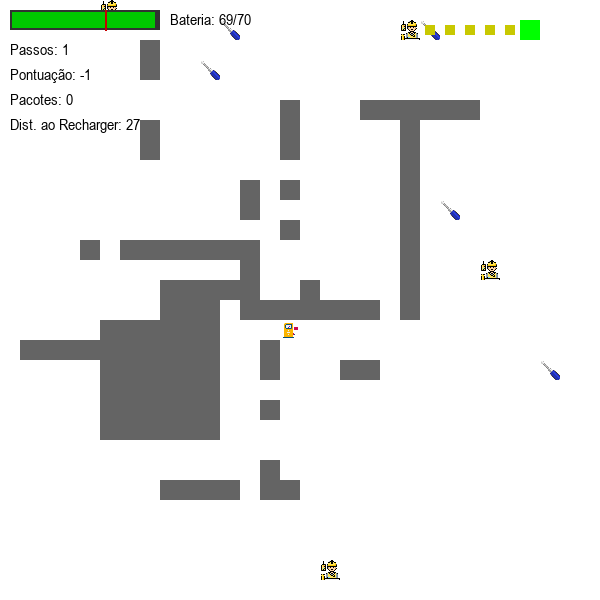 Bateria: 69/70
Passos: 1
Pontuação: -1
Pacotes: 0
Dist. ao Recharger: 27